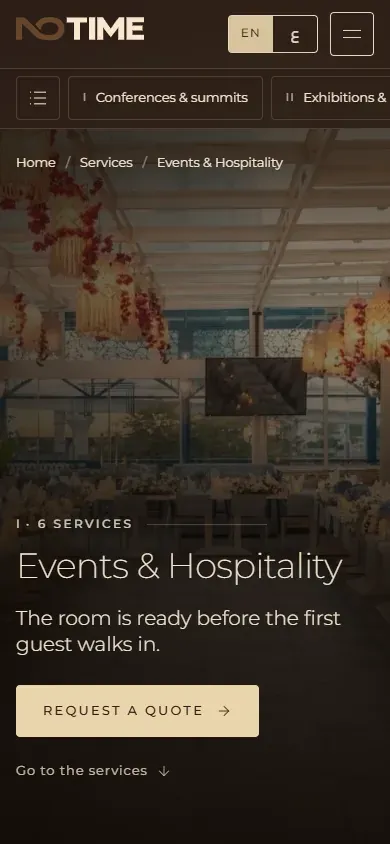 NOTIME
EN ع
I Conferences & summits II Exhibitions &
Home / Services / Events & Hospitality
I · 6 SERVICES
Events & Hospitality
The room is ready before the first
guest walks in.
REQUEST A QUOTE →
Go to the services ↓